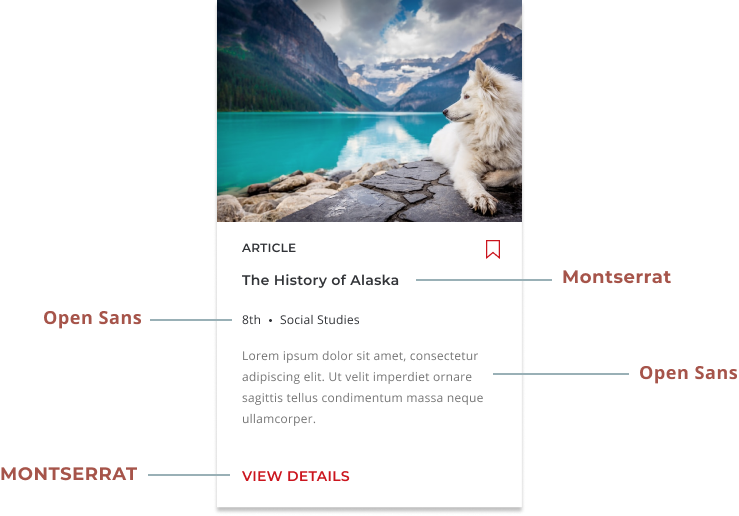 ARTICLE
The History of Alaska
Montserrat
Open Sans
8th • Social Studies
Lorem ipsum dolor sit amet, consectetur
adipiscing elit. Ut velit imperdiet ornare
sagittis tellus condimentum massa neque
ullamcorper.
Open Sans
MONTSERRAT
VIEW DETAILS